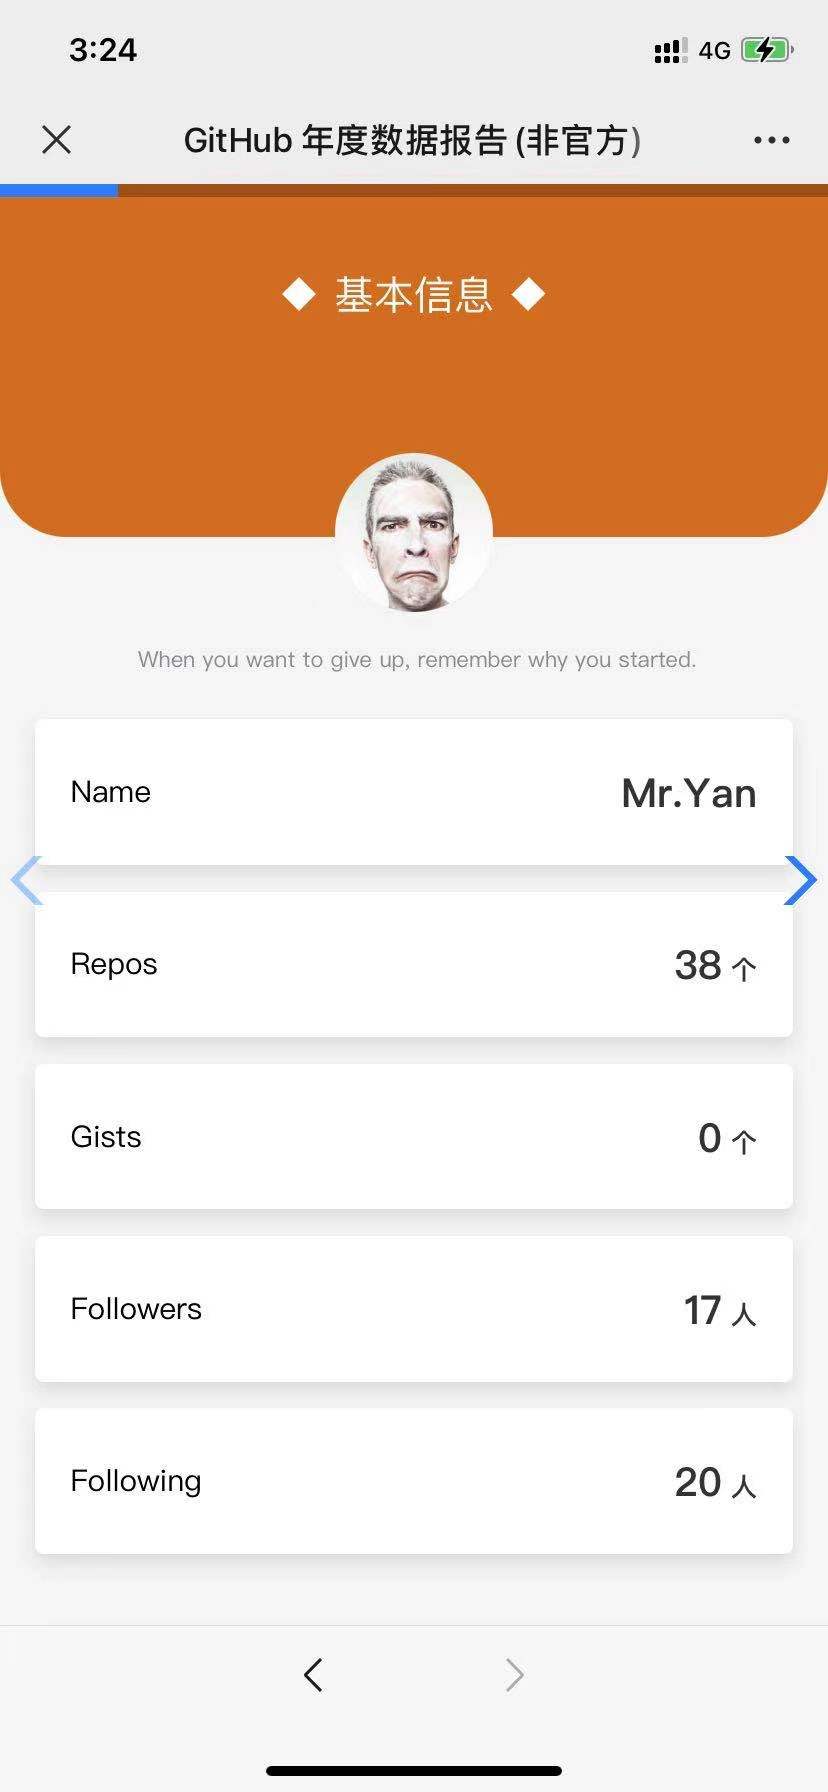 3:24
4G
GitHub 年度数据报告 (非官方)
基本信息
When you want to give up, remember why you started.
Name Mr.Yan
Repos 38 个
Gists 0 个
Followers 17 人
Following 20 人